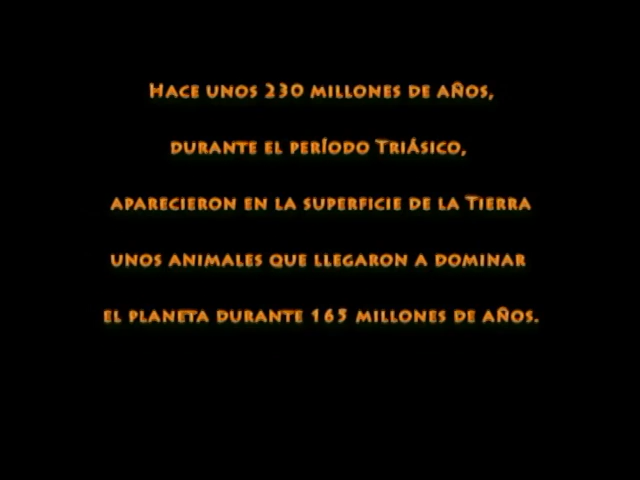 Hace unos 230 millones de años,
durante el período Triásico,
aparecieron en la superficie de la Tierra
unos animales que llegaron a dominar
el planeta durante 165 millones de años.